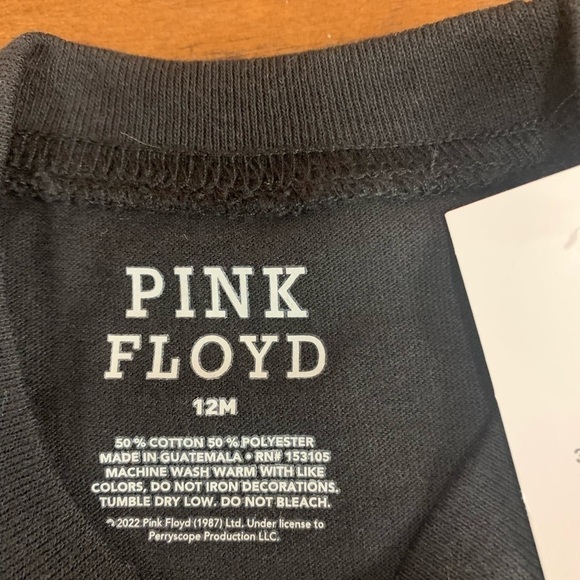 PINK
FLOYD
12M
50% COTTON 50% POLYESTER
MADE IN GUATEMALA • RN# 153105
MACHINE WASH WARM WITH LIKE
COLORS, DO NOT IRON DECORATIONS,
TUMBLE DRY LOW. DO NOT BLEACH.
© 2022 Pink Floyd (1987) Ltd. Under license to
Perryscope Production LLC.